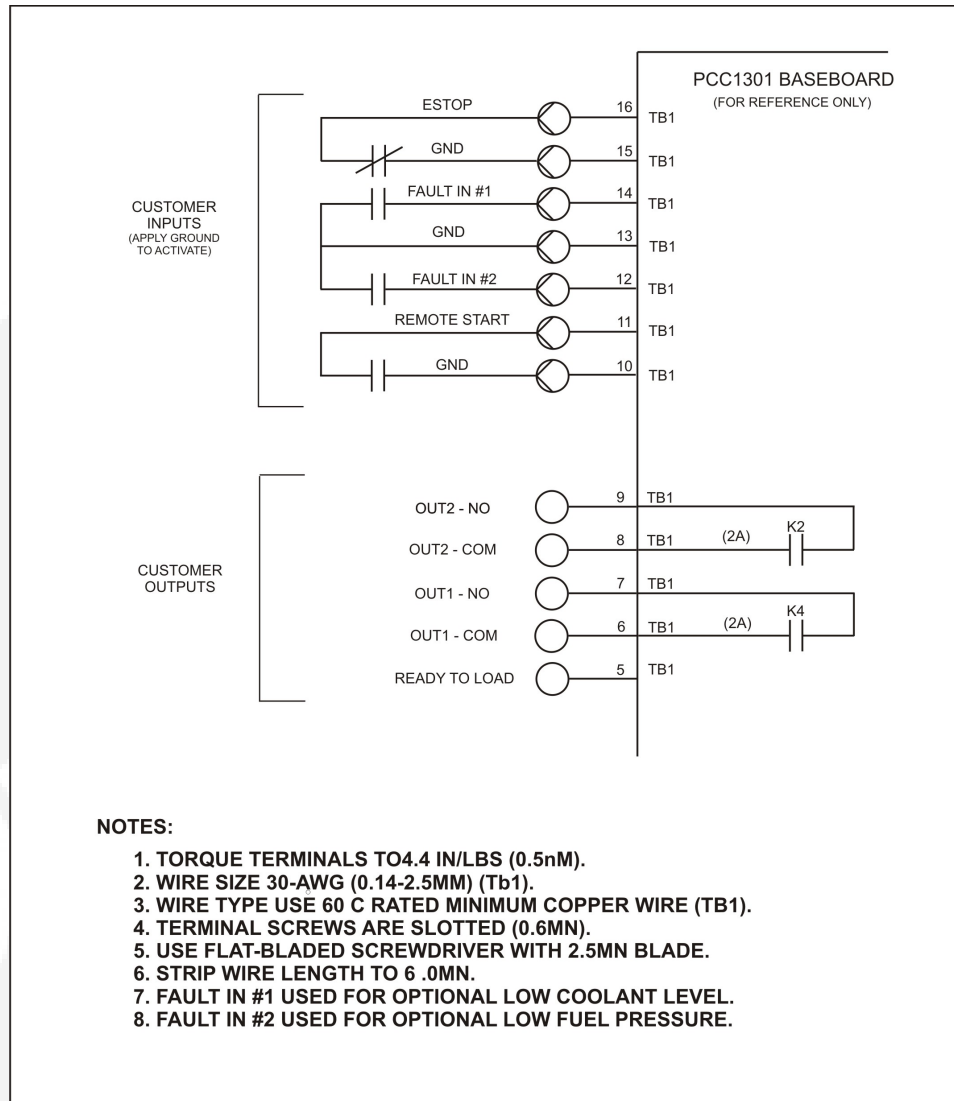 PCC1301 BASEBOARD
(FOR REFERENCE ONLY)
CUSTOMER
INPUTS
(APPLY GROUND
TO ACTIVATE)
ESTOP 16 TB1
GND 15 TB1
FAULT IN #1 14 TB1
GND 13 TB1
FAULT IN #2 12 TB1
REMOTE START 11 TB1
GND 10 TB1
CUSTOMER
OUTPUTS
OUT2 - NO 9 TB1
K2
OUT2 - COM 8 TB1 (2A)
OUT1 - NO 7 TB1
K4
OUT1 - COM 6 TB1 (2A)
READY TO LOAD 5 TB1
NOTES:
1. TORQUE TERMINALS TO4.4 IN/LBS (0.5nM).
2. WIRE SIZE 30-AWG (0.14-2.5MM) (Tb1).
3. WIRE TYPE USE 60 C RATED MINIMUM COPPER WIRE (TB1).
4. TERMINAL SCREWS ARE SLOTTED (0.6MN).
5. USE FLAT-BLADED SCREWDRIVER WITH 2.5MN BLADE.
6. STRIP WIRE LENGTH TO 6 .0MN.
7. FAULT IN #1 USED FOR OPTIONAL LOW COOLANT LEVEL.
8. FAULT IN #2 USED FOR OPTIONAL LOW FUEL PRESSURE.